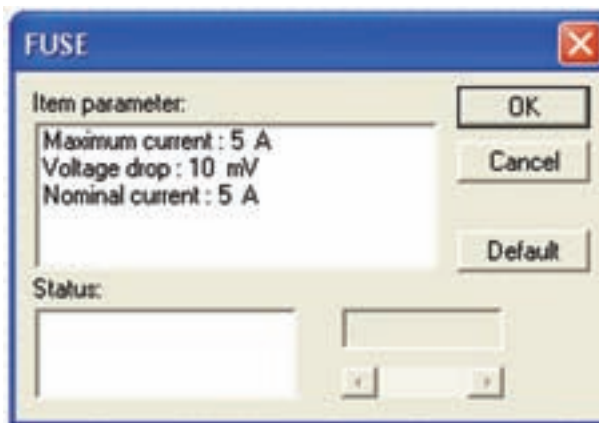 FUSE
Item parameter:
Maximum current : 5 A
Voltage drop : 10 mV
Nominal current : 5 A
OK
Cancel
Default
Status: